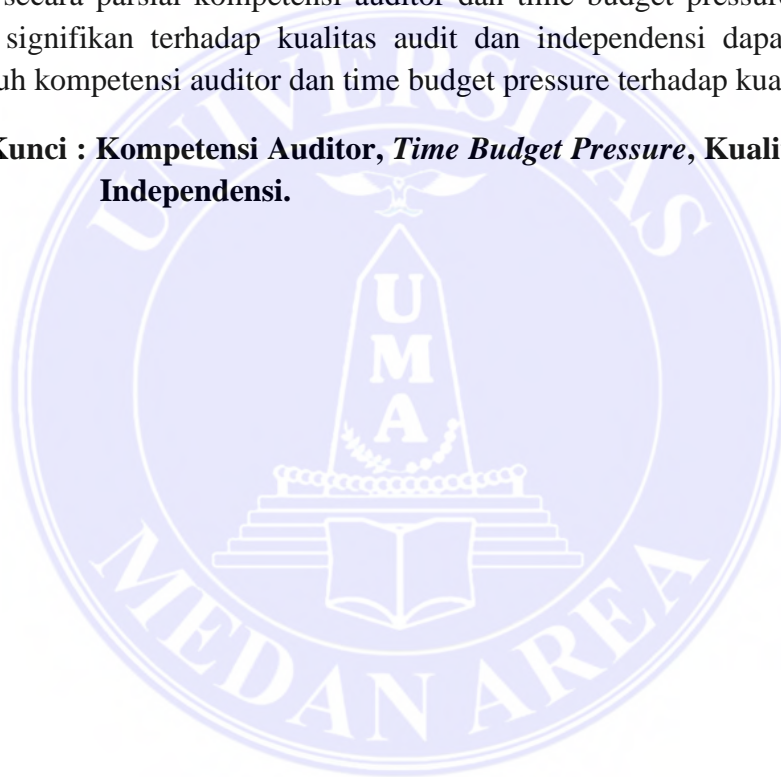 secara parsial kompetensi auditor dan time budget pressure
signifikan terhadap kualitas audit dan independensi dapa
uh kompetensi auditor dan time budget pressure terhadap kua
Kunci : Kompetensi Auditor, Time Budget Pressure, Kuali
Independensi.
UNIVERSITAS
UMA
MEDAN AREA